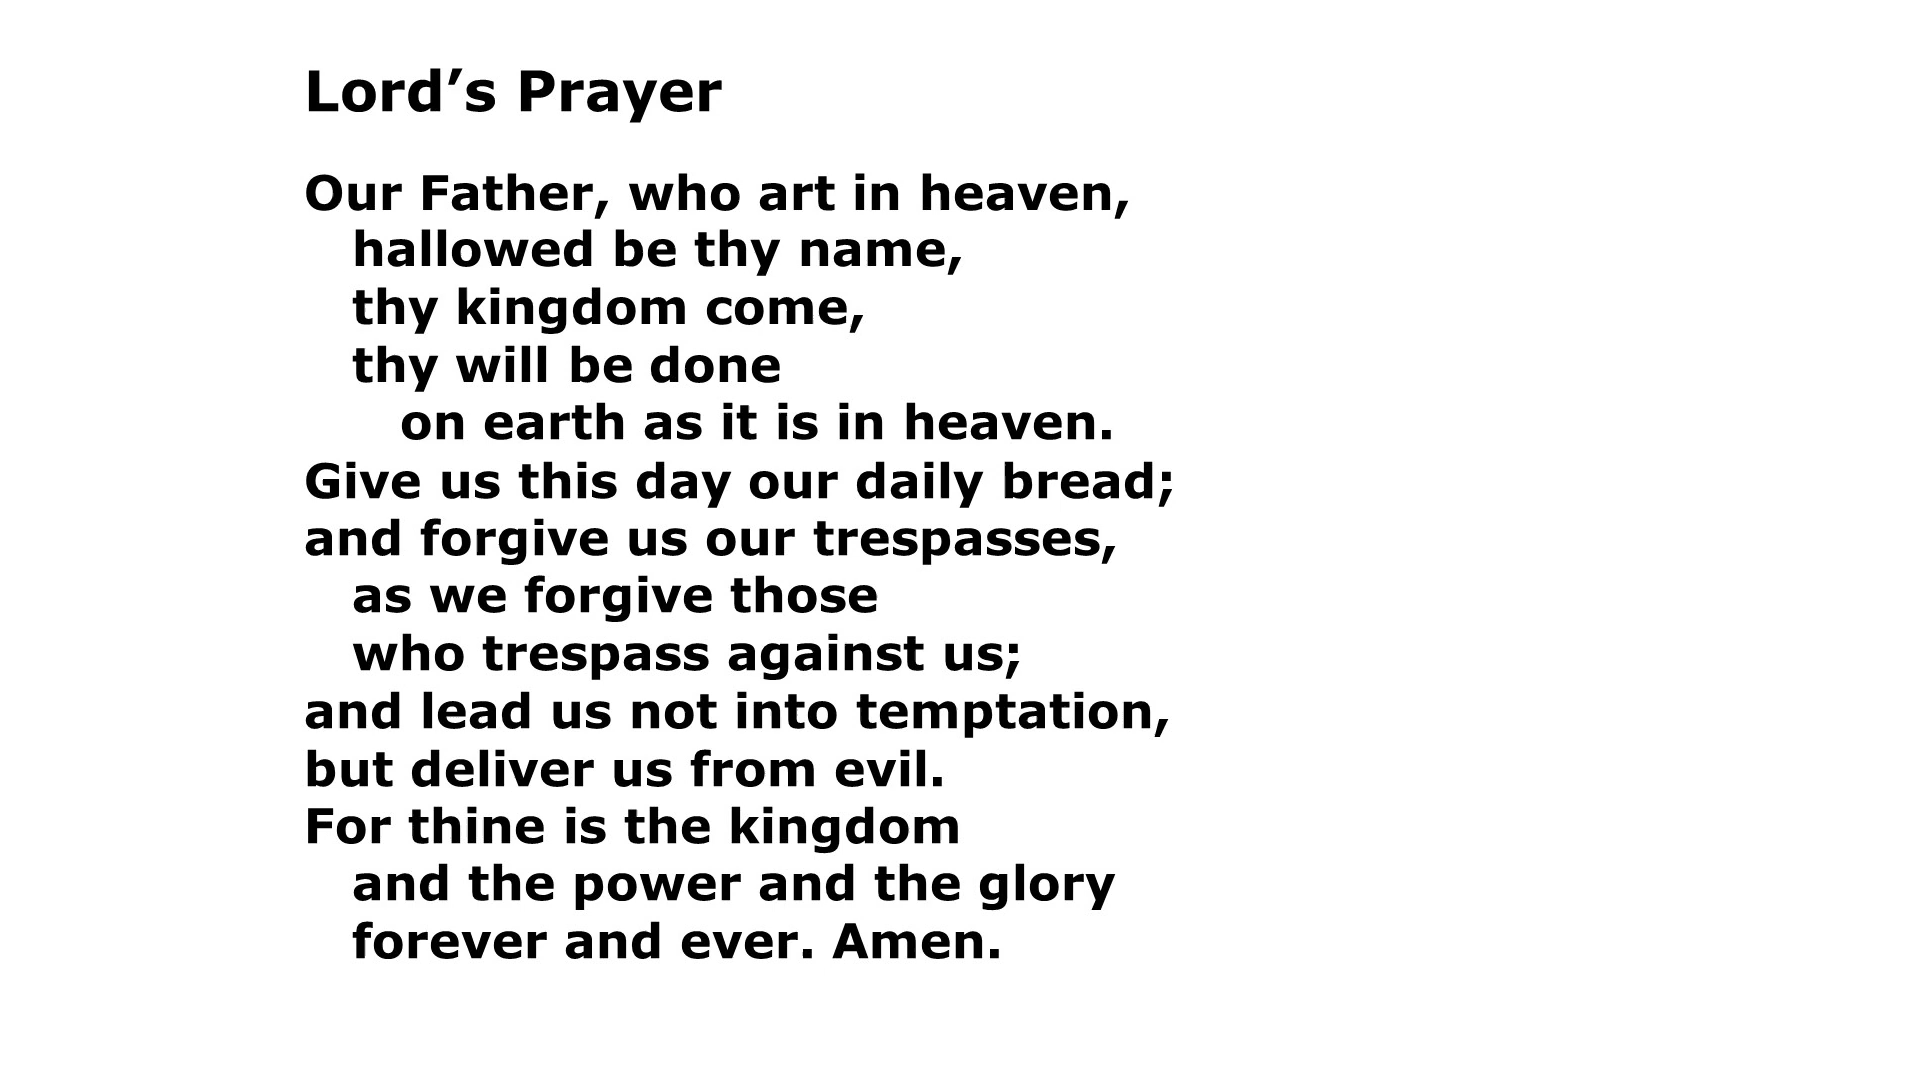 Lord’s Prayer
Our Father, who art in heaven,
hallowed be thy name,
thy kingdom come,
thy will be done
on earth as it is in heaven.
Give us this day our daily bread;
and forgive us our trespasses,
as we forgive those
who trespass against us;
and lead us not into temptation,
but deliver us from evil.
For thine is the kingdom
and the power and the glory
forever and ever. Amen.